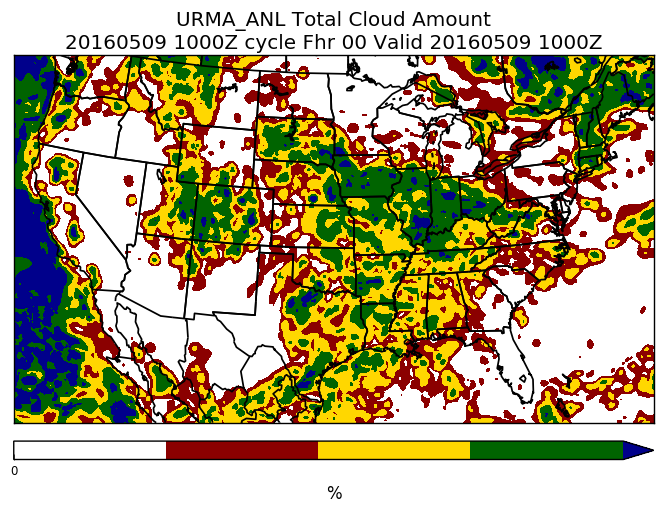 URMA_ANL Total Cloud Amount
20160509 1000Z cycle Fhr 00 Valid 20160509 1000Z
0
%